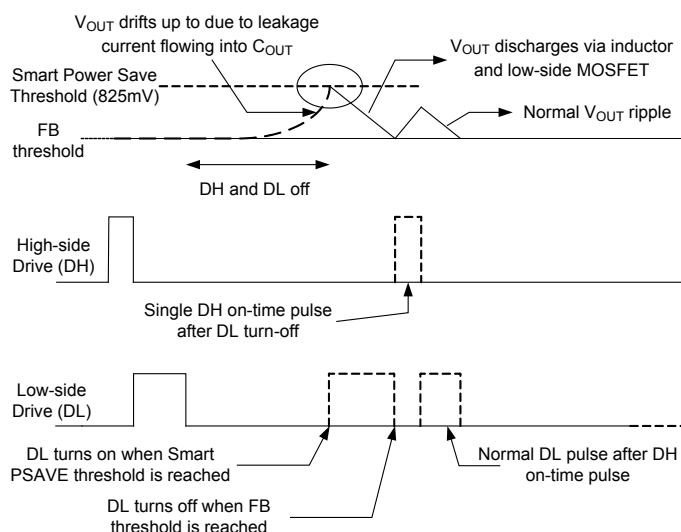 V_OUT drifts up to due to leakage
current flowing into C_OUT
V_OUT discharges via inductor
and low-side MOSFET
Smart Power Save
Threshold (825mV)
Normal V_OUT ripple
FB
threshold
DH and DL off
High-side
Drive (DH)
Single DH on-time pulse
after DL turn-off
Low-side
Drive (DL)
DL turns on when Smart
PSAVE threshold is reached
Normal DL pulse after DH
on-time pulse
DL turns off when FB
threshold is reached